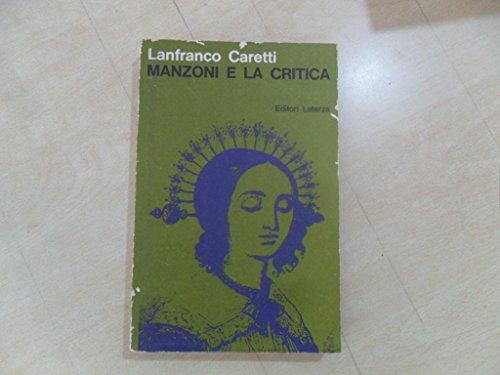 Lanfranco Caretti
MANZONI E LA CRITICA
Editori Laterza